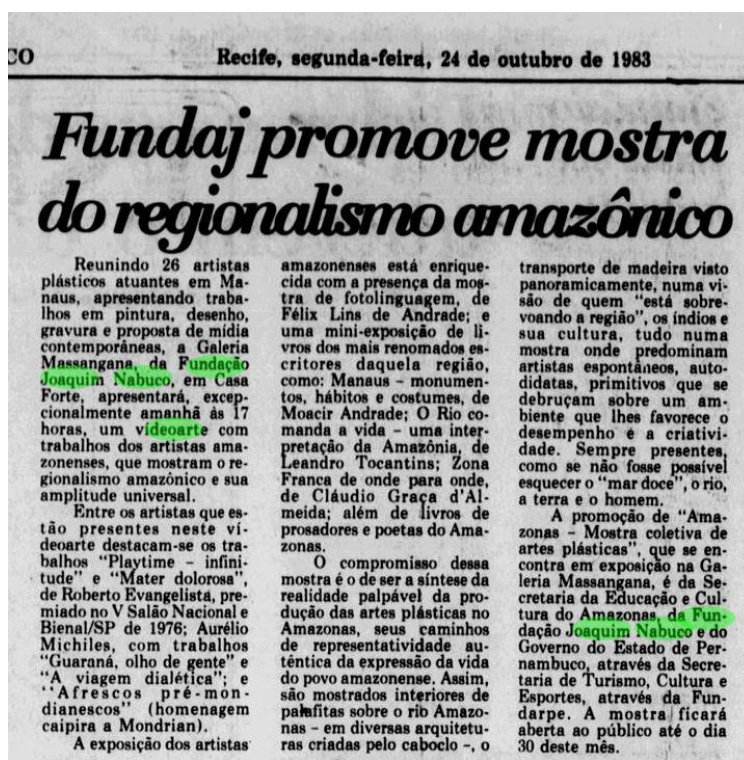 CO
Recife, segunda-feira, 24 de outubro de 1983
Fundaj promove mostra
do regionalismo amazônico
Reunindo 26 artistas
plásticos atuantes em Ma-
naus, apresentando traba-
lhos em pintura, desenho,
gravura e proposta de mídia
contemporâneas, a Galeria
Massangana, da Fundação
Joaquim Nabuco, em Casa
Forte, apresentará, excep-
cionalmente amanhã às 17
horas, um vídeoarte com
trabalhos dos artistas ama-
zonenses, que mostram o re-
gionalismo amazônico e sua
amplitude universal.
Entre os artistas que es-
tão presentes neste ví-
deoarte destacam-se os tra-
balhos "Playtime - infini-
tude" e "Mater dolorosa",
de Roberto Evangelista, pre-
miado no V Salão Nacional e
Bienal/SP de 1976; Aurélio
Michiles, com trabalhos
"Guaraná, olho de gente" e
"A viagem dialética"; e
"Afrescos pré-mon-
dianescos" (homenagem
caipira a Mondrian).
A exposição dos artistas
amazonenses está enrique-
cida com a presença da mos-
tra de fotolinguagem, de
Félix Lins de Andrade; e
uma mini-exposição de li-
vros dos mais renomados es-
critores daquela região,
como: Manaus - monumen-
tos, hábitos e costumes, de
Moacir Andrade; O Rio co-
manda a vida - uma inter-
pretação da Amazônia, de
Leandro Tocantins; Zona
Franca de onde para onde,
de Cláudio Graça d'Al-
meida; além de livros de
prosadores e poetas do Ama-
zonas.
O compromisso dessa
mostra é o de ser a síntese da
realidade palpável da pro-
dução das artes plásticas no
Amazonas, seus caminhos
de representatividade au-
têntica da expressão da vida
do povo amazonense. Assim,
são mostrados interiores de
palafitas sobre o rio Amazo-
nas - em diversas arquitetu-
ras criadas pelo caboclo -, o
transporte de madeira visto
panoramicamente, numa vi-
são de quem "está sobre-
voando a região", os índios e
sua cultura, tudo numa
mostra onde predominam
artistas espontâneos, auto-
didatas, primitivos que se
debruçam sobre um am-
biente que lhes favorece o
desempenho e a criativi-
dade. Sempre presentes,
como se não fosse possível
esquecer o "mar doce", o rio,
a terra e o homem.
A promoção de "Ama-
zonas - Mostra coletiva de
artes plásticas", que se en-
contra em exposição na Ga-
leria Massangana, é da Se-
cretaria da Educação e Cul-
tura do Amazonas, da Fun-
dação Joaquim Nabuco e do
Governo do Estado de Per-
nambuco, através da Secre-
taria de Turismo, Cultura e
Esportes, através da Fun-
darpe. A mostra ficará
aberta ao público até o dia
30 deste mês.